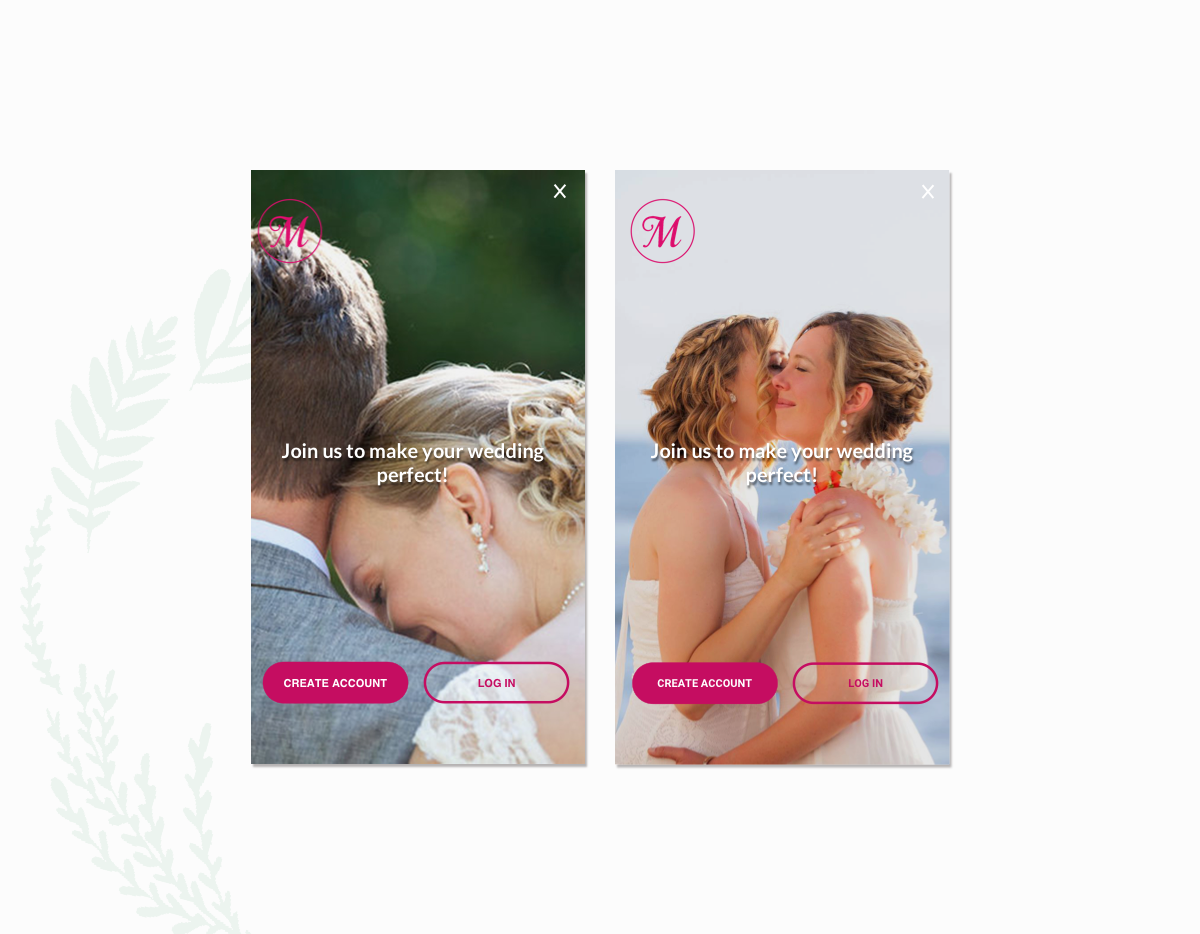 X
M
Join us to make your wedding
perfect!
CREATE ACCOUNT
LOG IN
X
M
Join us to make your wedding
perfect!
CREATE ACCOUNT
LOG IN